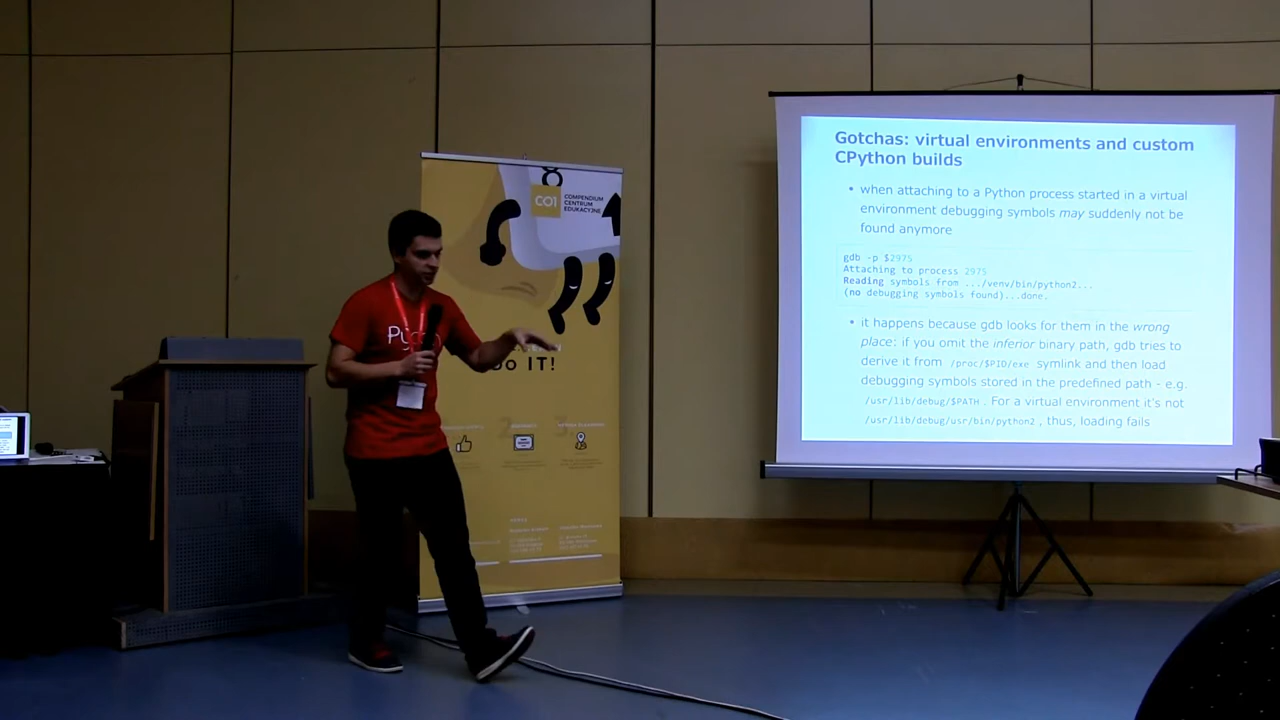 CO1
COMPENDIUM
CENTRUM
EDUKACYJNE
DO IT!
Gotchas: virtual environments and custom
CPython builds
• when attaching to a Python process started in a virtual
environment debugging symbols may suddenly not be
found anymore
gdb -p $2975
Attaching to process 2975
Reading symbols from .../venv/bin/python2...
(no debugging symbols found)...done.
• it happens because gdb looks for them in the wrong
place: if you omit the inferior binary path, gdb tries to
derive it from /proc/$PID/exe symlink and then load
debugging symbols stored in the predefined path - e.g.
/usr/lib/debug/$PATH . For a virtual environment it's not
/usr/lib/debug/usr/bin/python2 , thus, loading fails